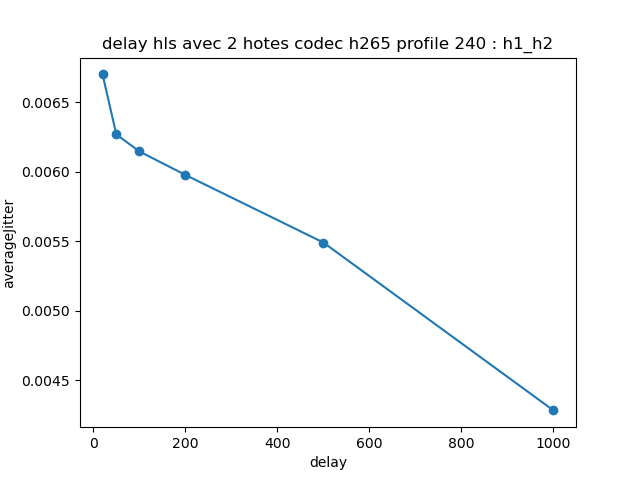 delay hls avec 2 hotes codec h265 profile 240 : h1_h2
averageJitter
0.0065
0.0060
0.0055
0.0050
0.0045
0 200 400 600 800 1000
delay